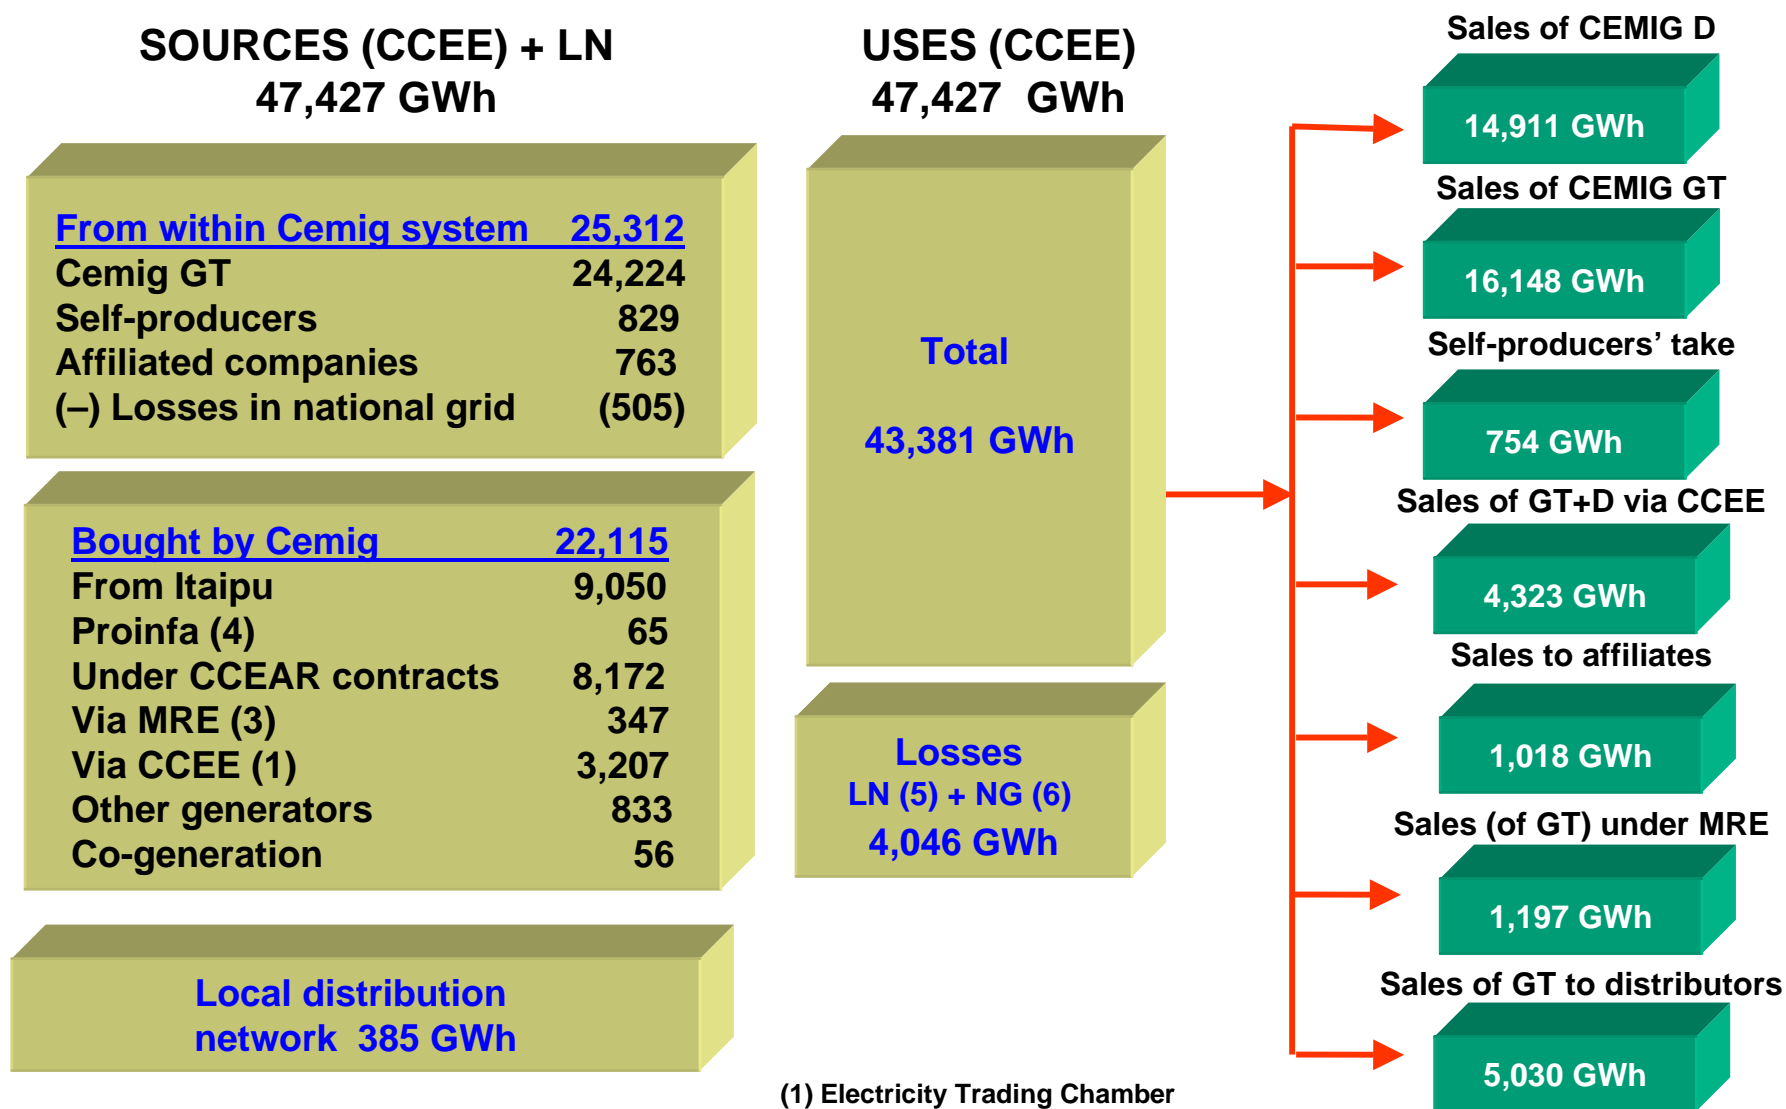 SOURCES (CCEE) + LN
47,427 GWh
From within Cemig system 25,312
Cemig GT 24,224
Self-producers 829
Affiliated companies 763
(–) Losses in national grid (505)
Bought by Cemig 22,115
From Itaipu 9,050
Proinfa (4) 65
Under CCEAR contracts 8,172
Via MRE (3) 347
Via CCEE (1) 3,207
Other generators 833
Co-generation 56
Local distribution
network 385 GWh
USES (CCEE)
47,427 GWh
Total
43,381 GWh
Losses
LN (5) + NG (6)
4,046 GWh
(1) Electricity Trading Chamber
Sales of CEMIG D
14,911 GWh
Sales of CEMIG GT
16,148 GWh
Self-producers’ take
754 GWh
Sales of GT+D via CCEE
4,323 GWh
Sales to affiliates
1,018 GWh
Sales (of GT) under MRE
1,197 GWh
Sales of GT to distributors
5,030 GWh